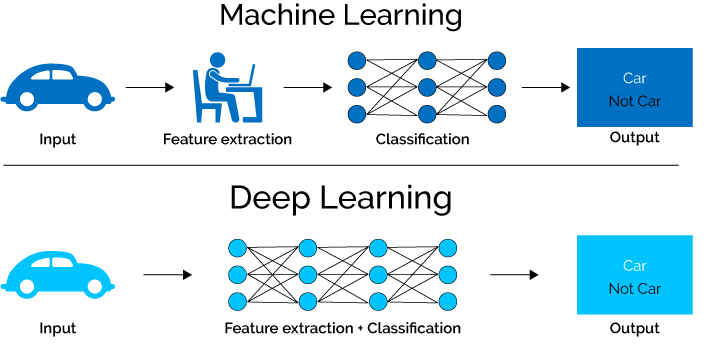 Machine Learning
Car
Not Car
Input
Feature extraction
Classification
Output
Deep Learning
Car
Not Car
Input
Feature extraction + Classification
Output